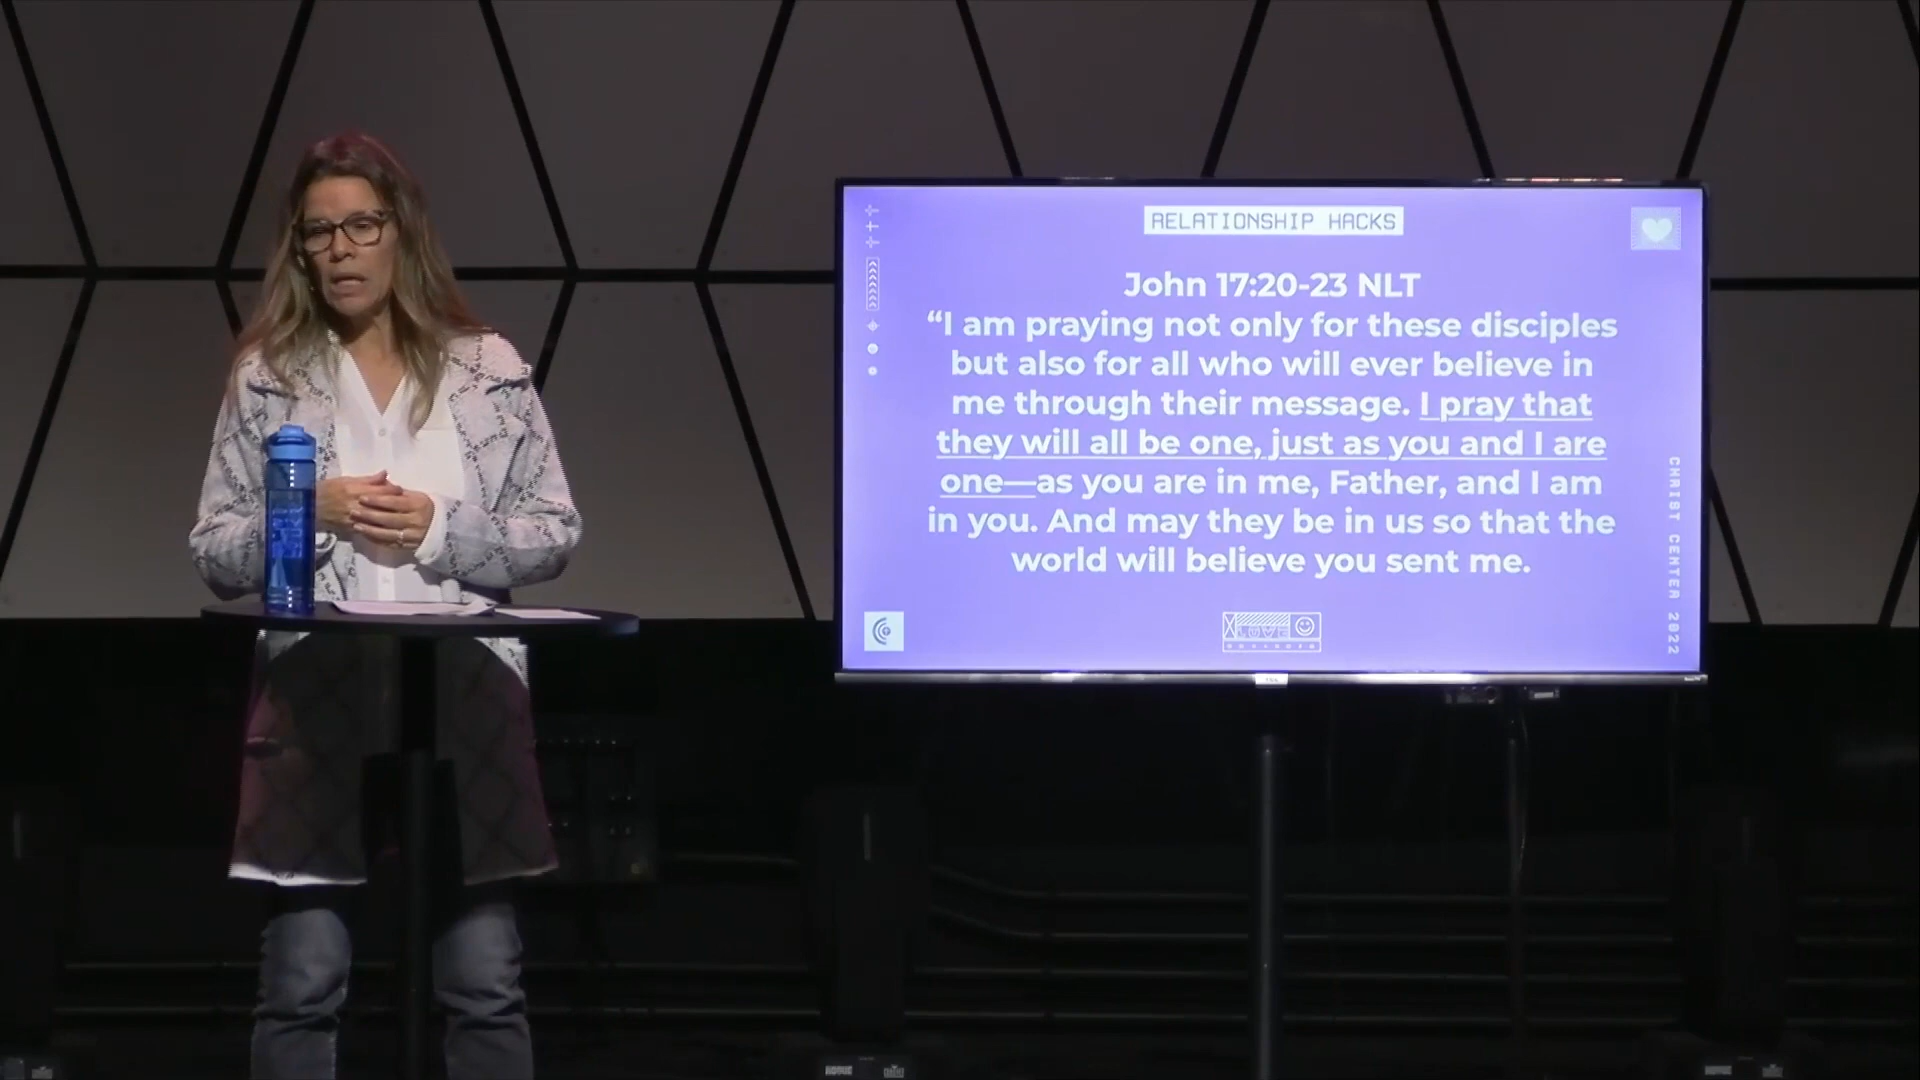 RELATIONSHIP HACKS
John 17:20-23 NLT
“I am praying not only for these disciples
but also for all who will ever believe in
me through their message. I pray that
they will all be one, just as you and I are
one—as you are in me, Father, and I am
in you. And may they be in us so that the
world will believe you sent me.
CHRIST CENTER 2022
LOVE